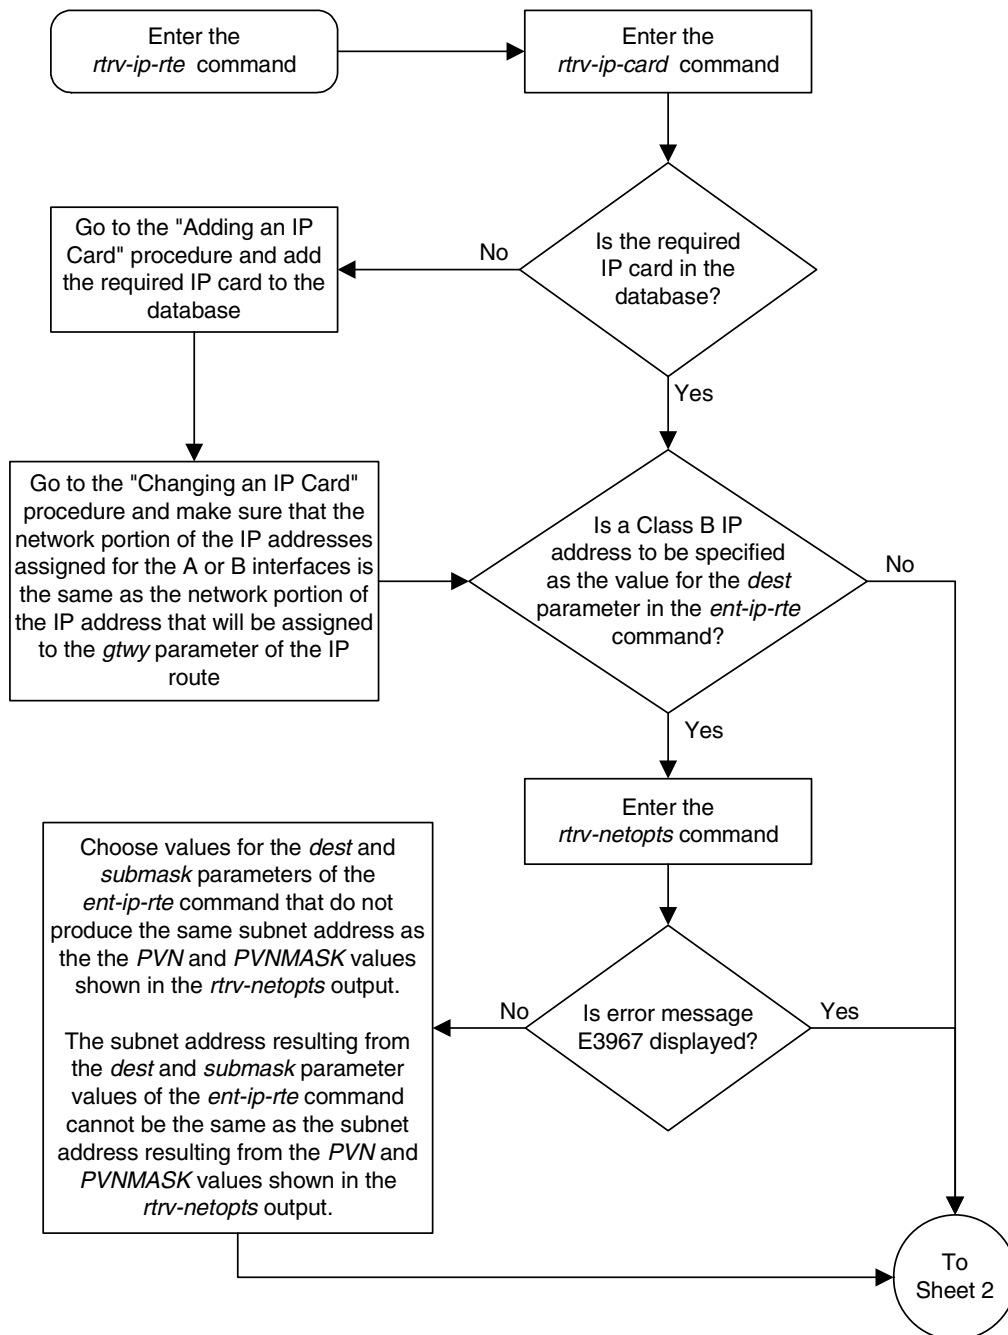 Enter the
rtrv-ip-rte command
Enter the
rtrv-ip-card command
Is the required
IP card in the
database?
No
Go to the "Adding an IP
Card" procedure and add
the required IP card to the
database
Yes
Go to the "Changing an IP Card"
procedure and make sure that the
network portion of the IP addresses
assigned for the A or B interfaces is
the same as the network portion of
the IP address that will be assigned
to the gtwy parameter of the IP
route
Is a Class B IP
address to be specified
as the value for the dest
parameter in the ent-ip-rte
command?
No
Yes
Enter the
rtrv-netopts command
Is error message
E3967 displayed?
No
Yes
Choose values for the dest and
submask parameters of the
ent-ip-rte command that do not
produce the same subnet address as
the the PVN and PVNMASK values
shown in the rtrv-netopts output.
The subnet address resulting from
the dest and submask parameter
values of the ent-ip-rte command
cannot be the same as the subnet
address resulting from the PVN and
PVNMASK values shown in the
rtrv-netopts output.
To
Sheet 2